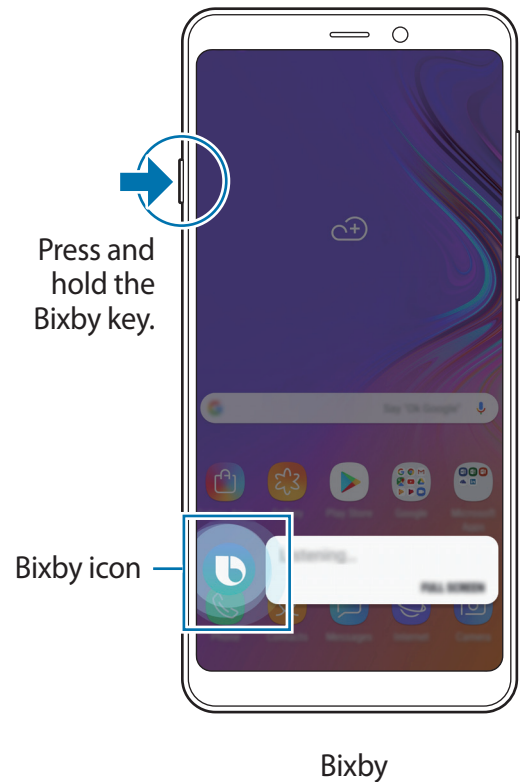 Say "Ok Google"
Play Store
Google
Press and
hold the
Bixby key.
Bixby icon
Listening...
FULL SCREEN
Contacts
Messages
Internet
Camera
Bixby